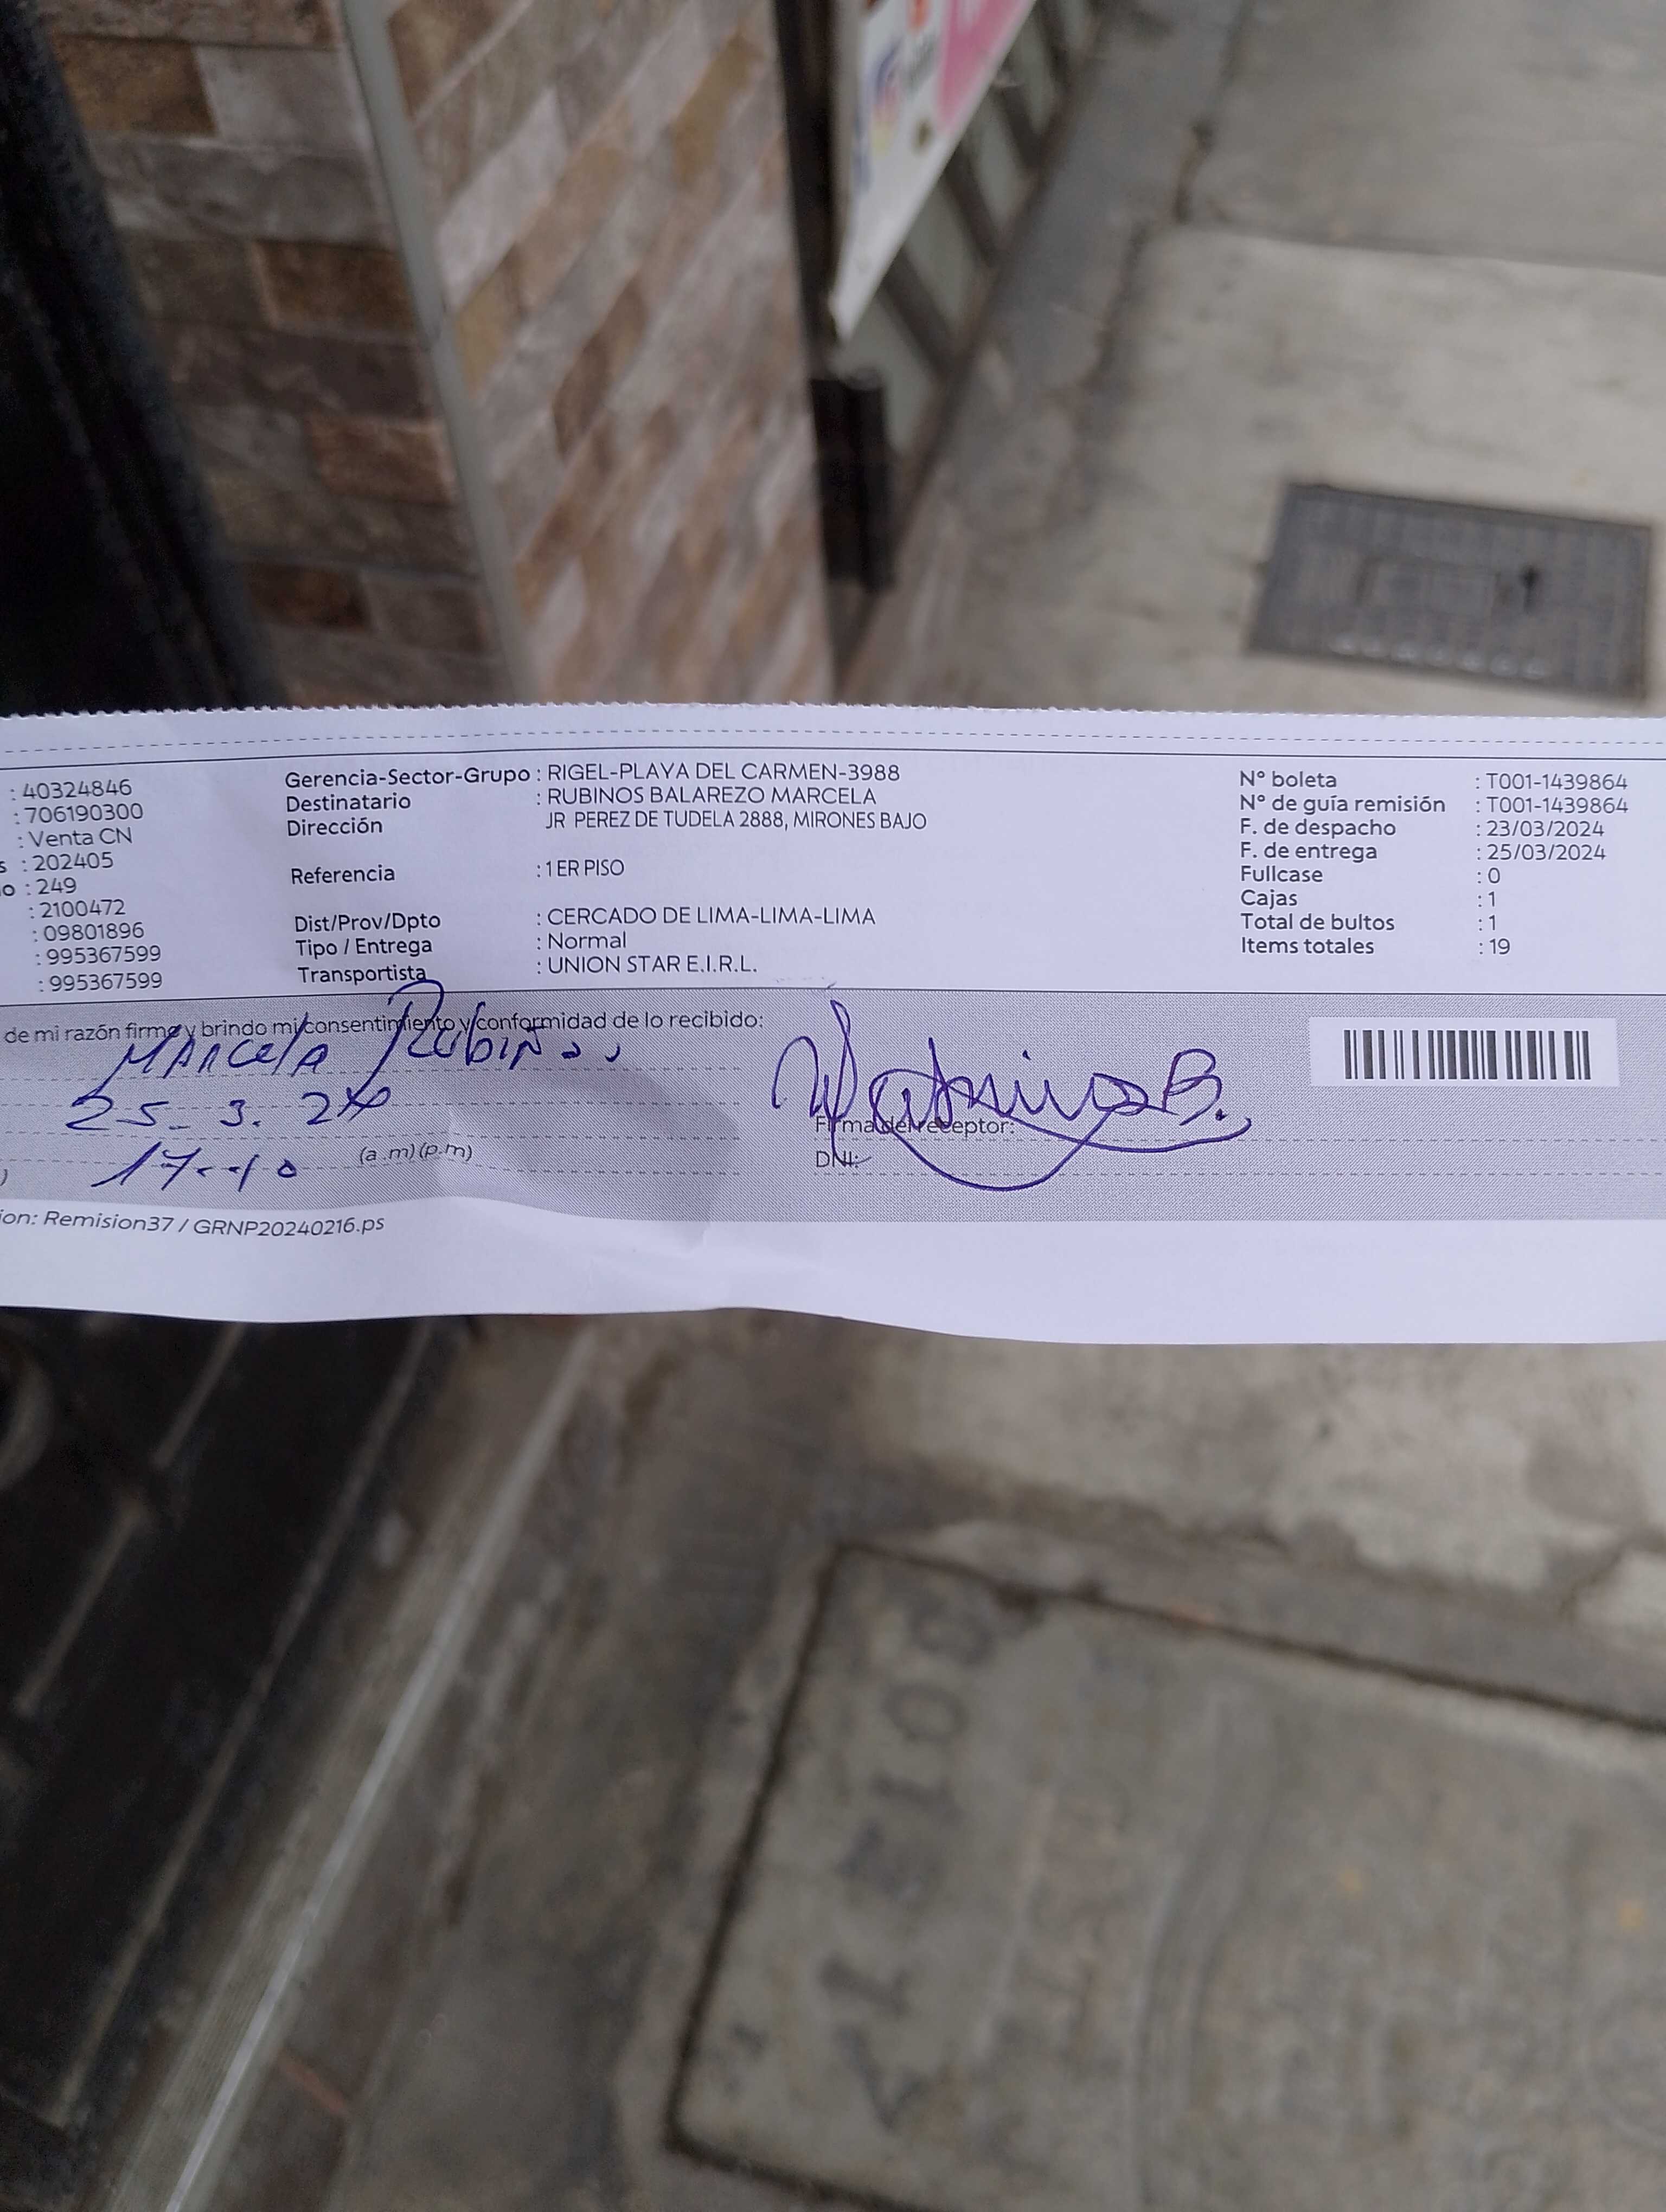 : 40324846
: 706190300
: Venta CN
s : 202405
o : 249
: 2100472
: 09801896
: 995367599
: 995367599
Gerencia-Sector-Grupo : RIGEL-PLAYA DEL CARMEN-3988
Destinatario : RUBINOS BALAREZO MARCELA
Dirección JR PEREZ DE TUDELA 2888, MIRONES BAJO
Referencia : 1 ER PISO
Dist/Prov/Dpto : CERCADO DE LIMA-LIMA-LIMA
Tipo / Entrega : Normal
Transportista : UNION STAR E.I.R.L.
N° boleta : T001-1439864
N° de guía remisión : T001-1439864
F. de despacho : 23/03/2024
F. de entrega : 25/03/2024
Fullcase : 0
Cajas : 1
Total de bultos : 1
Items totales : 19
de mi razón firme y brindo mi consentimiento y conformidad de lo recibido:
Marcela Rubiños
25-3.24
17-40 (a.m)(p.m)
Rubinos B.
Firma del receptor:
DNI:
ion: Remision37 / GRNP20240216.ps